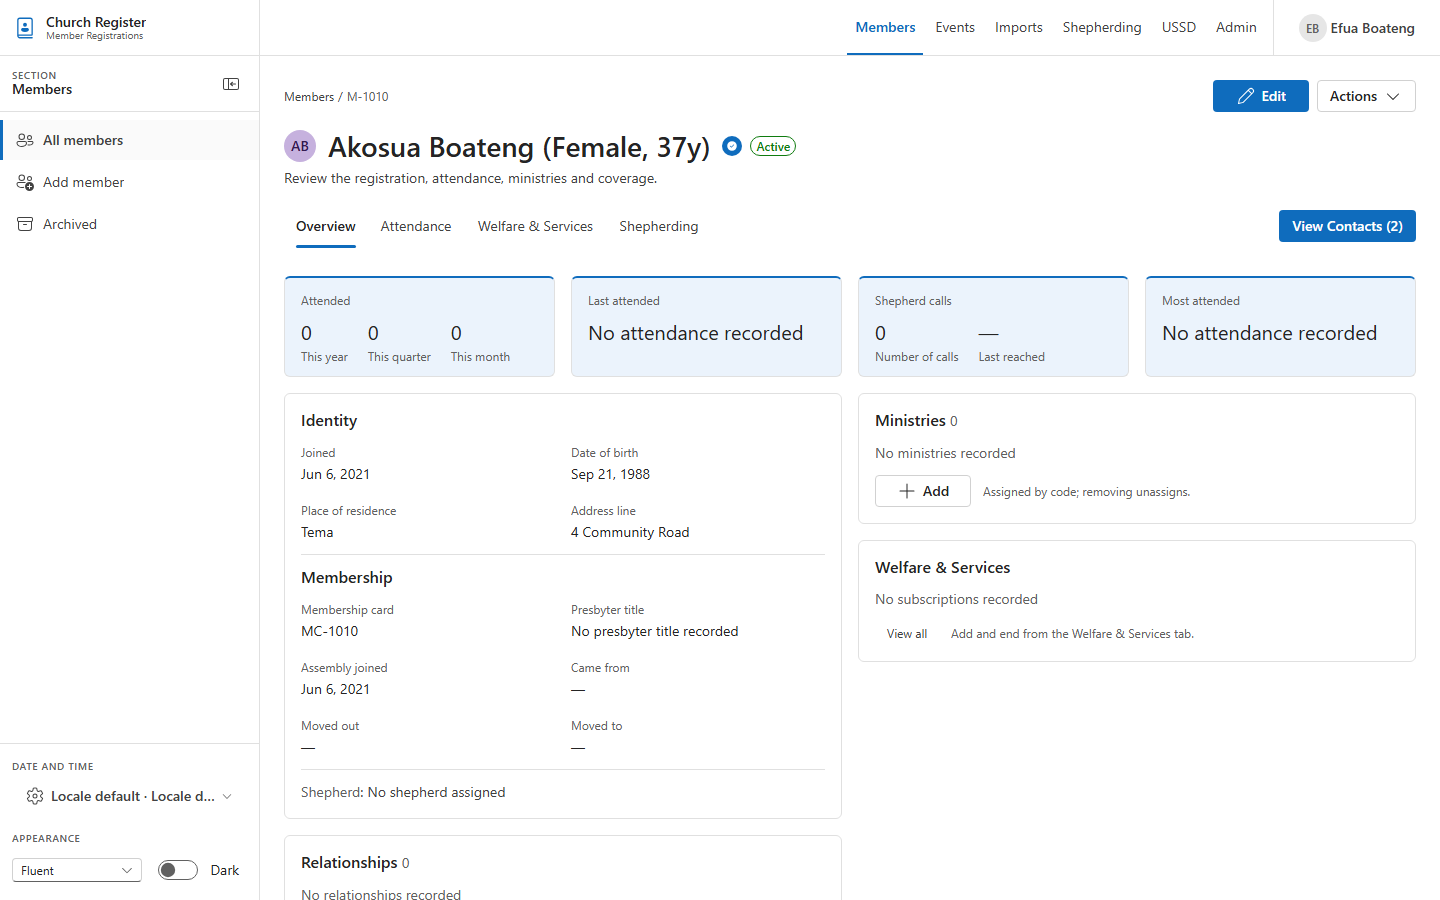 Church Register
Member Registrations
Members
Events
Imports
Shepherding
USSD
Admin
EB
Efua Boateng
SECTION
Members
All members
Add member
Archived
DATE AND TIME
Locale default · Locale d...
APPEARANCE
Fluent
Dark
Members / M-1010
Edit
Actions
AB
Akosua Boateng (Female, 37y)
Active
Review the registration, attendance, ministries and coverage.
Overview
Attendance
Welfare & Services
Shepherding
View Contacts (2)
Attended
0
This year
0
This quarter
0
This month
Last attended
No attendance recorded
Shepherd calls
0
Number of calls
—
Last reached
Most attended
No attendance recorded
Identity
Joined
Jun 6, 2021
Date of birth
Sep 21, 1988
Place of residence
Tema
Address line
4 Community Road
Membership
Membership card
MC-1010
Presbyter title
No presbyter title recorded
Assembly joined
Jun 6, 2021
Came from
—
Moved out
—
Moved to
—
Shepherd: No shepherd assigned
Relationships 0
No relationships recorded
Ministries 0
No ministries recorded
Add
Assigned by code; removing unassigns.
Welfare & Services
No subscriptions recorded
View all
Add and end from the Welfare & Services tab.